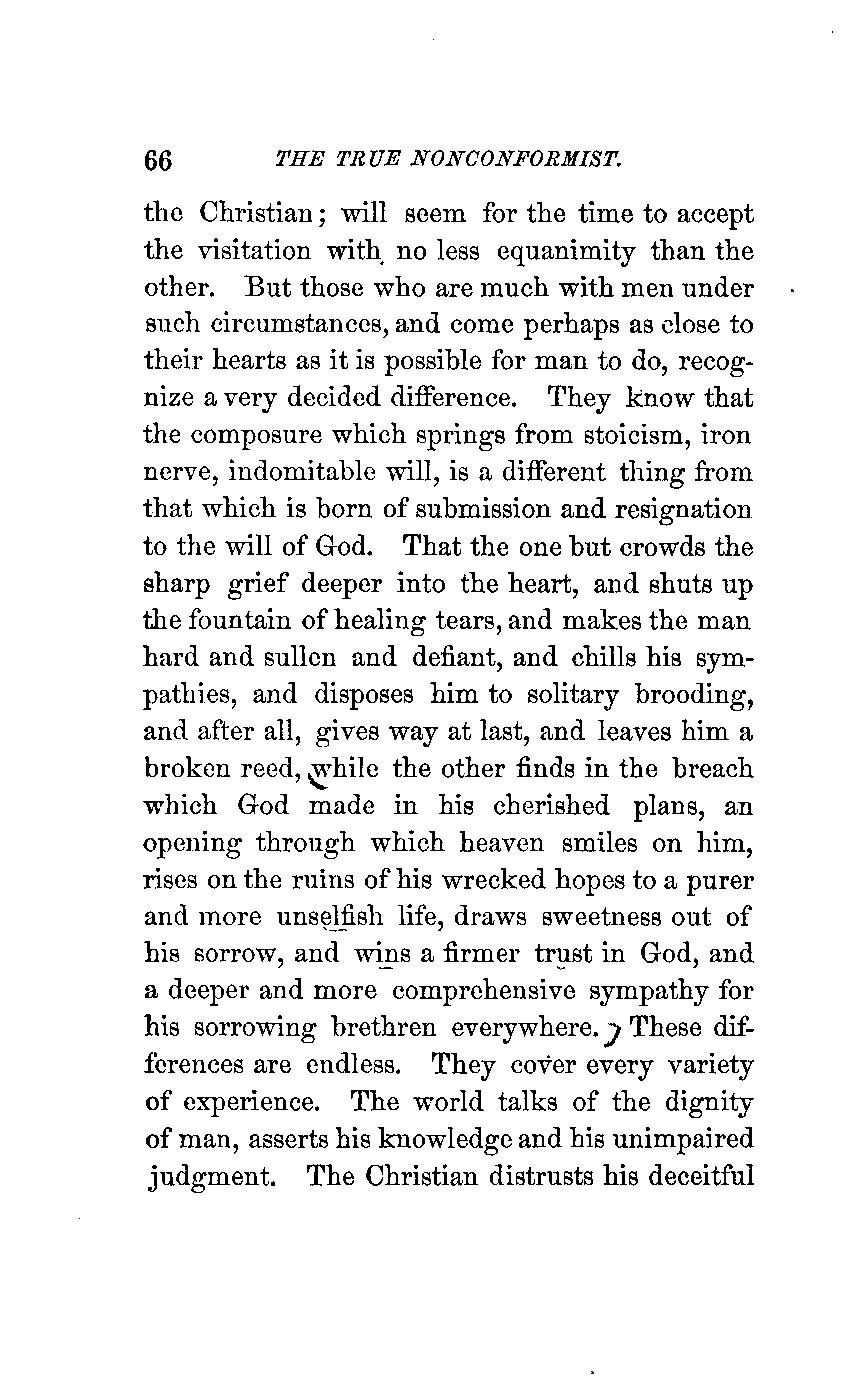 66 THE TRUE NONCONFORMIST.
the Christian; will seem for the time to accept
the visitation with no less equanimity than the
other. But those who are much with men under
such circumstances, and come perhaps as close to
their hearts as it is possible for man to do, recog-
nize a very decided difference. They know that
the composure which springs from stoicism, iron
nerve, indomitable will, is a different thing from
that which is born of submission and resignation
to the will of God. That the one but crowds the
sharp grief deeper into the heart, and shuts up
the fountain of healing tears, and makes the man
hard and sullen and defiant, and chills his sym-
pathies, and disposes him to solitary brooding,
and after all, gives way at last, and leaves him a
broken reed, while the other finds in the breach
which God made in his cherished plans, an
opening through which heaven smiles on him,
rises on the ruins of his wrecked hopes to a purer
and more unselfish life, draws sweetness out of
his sorrow, and wins a firmer trust in God, and
a deeper and more comprehensive sympathy for
his sorrowing brethren everywhere. These dif-
ferences are endless. They cover every variety
of experience. The world talks of the dignity
of man, asserts his knowledge and his unimpaired
judgment. The Christian distrusts his deceitful